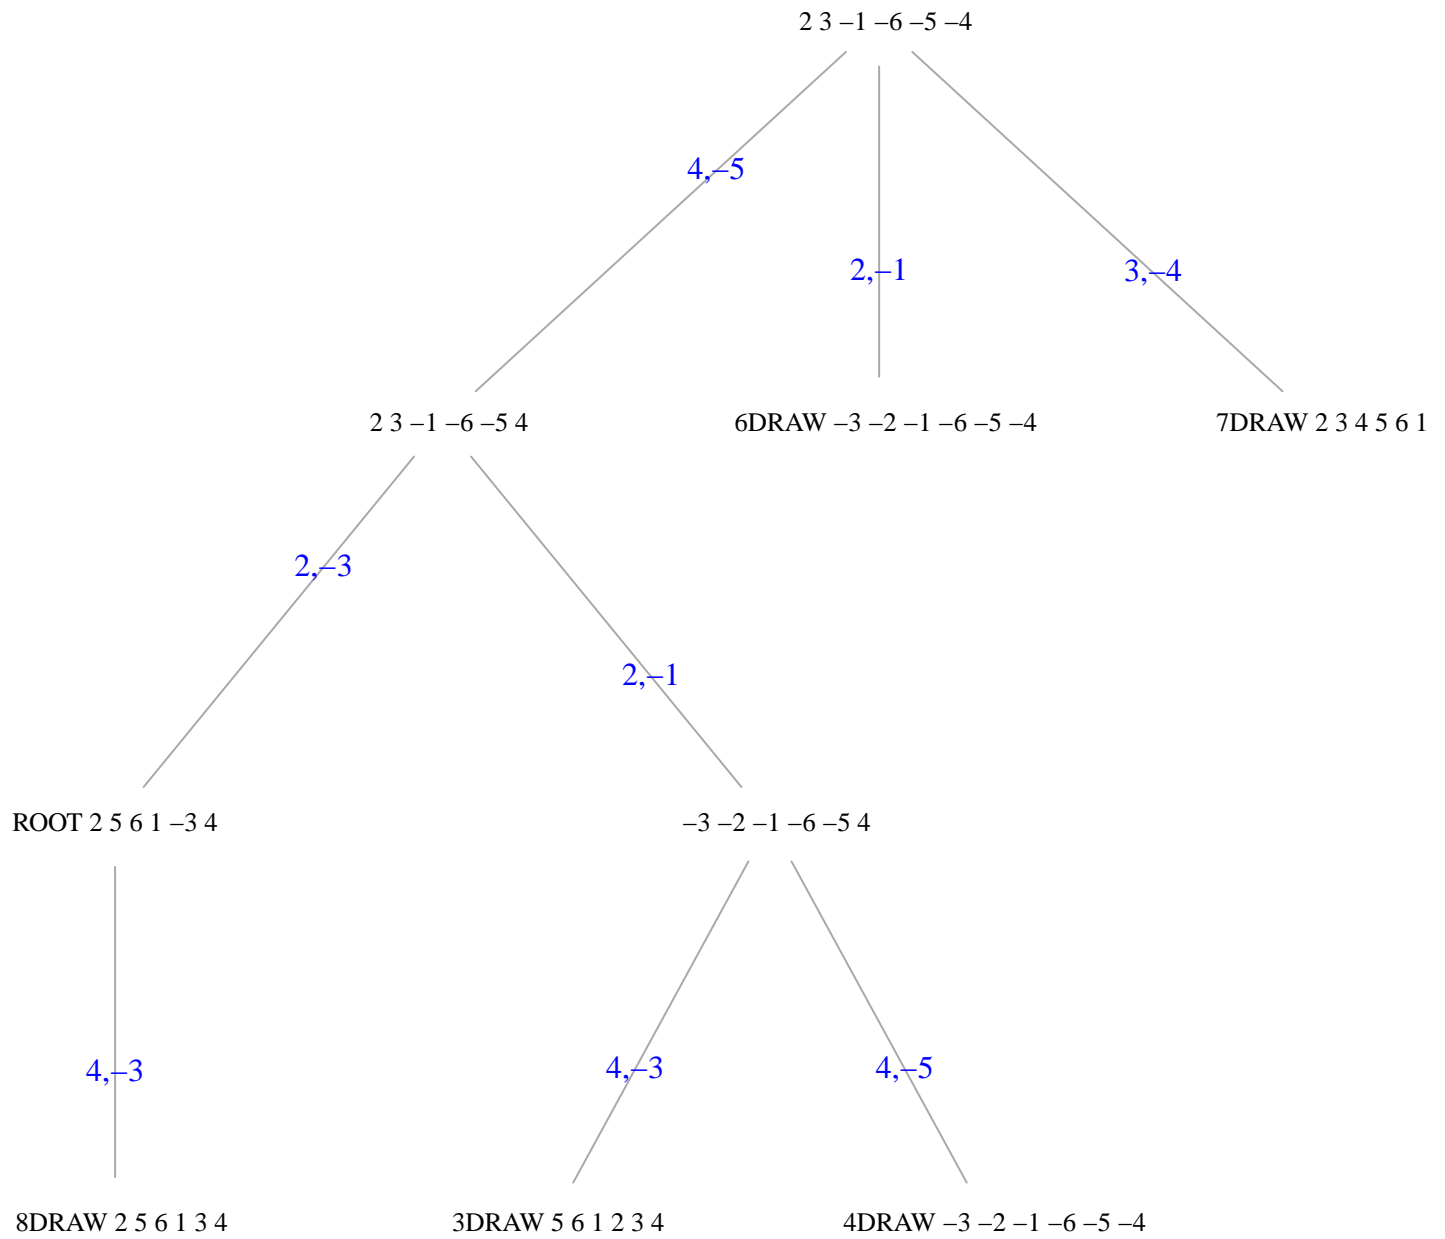 2 3 –1 –6 –5 –4
4,–5
2,–1
3,–4
2 3 –1 –6 –5 4
6DRAW –3 –2 –1 –6 –5 –4
7DRAW 2 3 4 5 6 1
2,–3
2,–1
ROOT 2 5 6 1 –3 4
–3 –2 –1 –6 –5 4
4,–3
4,–3
4,–5
8DRAW 2 5 6 1 3 4
3DRAW 5 6 1 2 3 4
4DRAW –3 –2 –1 –6 –5 –4